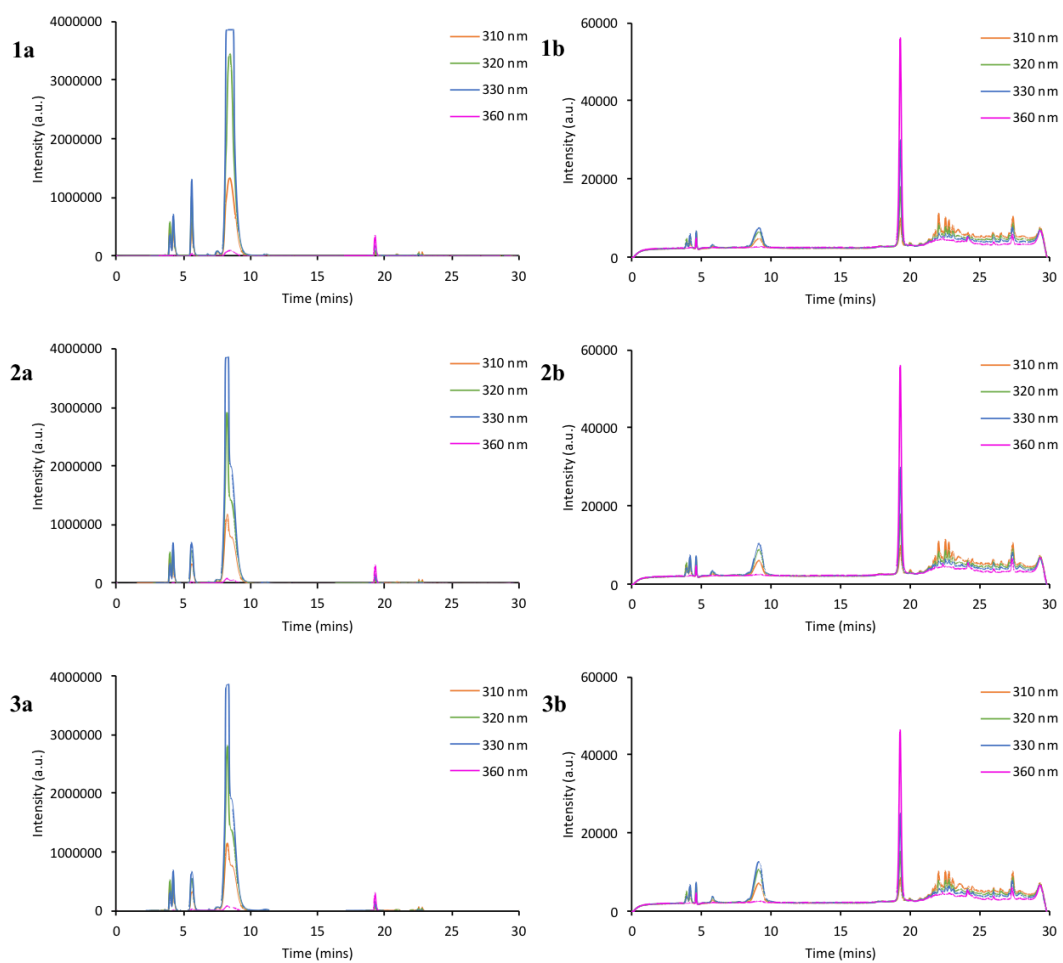 1a
4000000
3000000
2000000
1000000
0
Intensity (a.u.)
0 5 10 15 20 25 30
Time (mins)
310 nm
320 nm
330 nm
360 nm
1b
60000
40000
20000
0
Intensity (a.u.)
0 5 10 15 20 25 30
Time (mins)
310 nm
320 nm
330 nm
360 nm
2a
4000000
3000000
2000000
1000000
0
Intensity (a.u.)
0 5 10 15 20 25 30
Time (mins)
310 nm
320 nm
330 nm
360 nm
2b
60000
40000
20000
0
Intensity (a.u.)
0 5 10 15 20 25 30
Time (mins)
310 nm
320 nm
330 nm
360 nm
3a
4000000
3000000
2000000
1000000
0
Intensity (a.u.)
0 5 10 15 20 25 30
Time (mins)
310 nm
320 nm
330 nm
360 nm
3b
60000
40000
20000
0
Intensity (a.u.)
0 5 10 15 20 25 30
Time (mins)
310 nm
320 nm
330 nm
360 nm